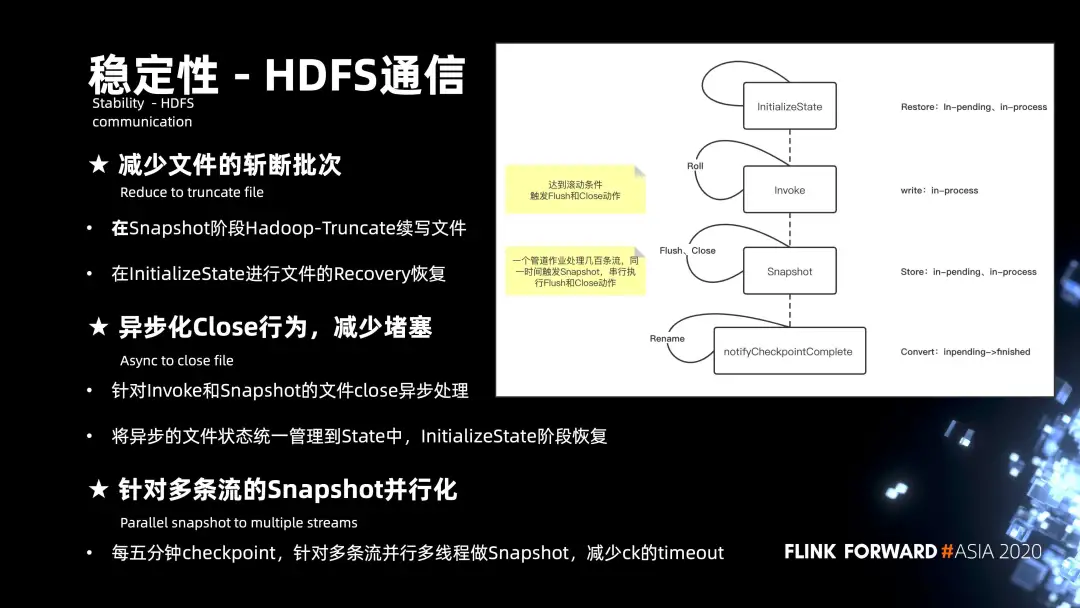 稳定性 - HDFS通信
Stability - HDFS
communication
★ 减少文件的斩断批次
Reduce to truncate file
• 在Snapshot阶段Hadoop-Truncate续写文件
• 在InitializeState进行文件的Recovery恢复
★ 异步化Close行为，减少堵塞
Async to close file
• 针对Invoke和Snapshot的文件close异步处理
• 将异步的文件状态统一管理到State中，InitializeState阶段恢复
★ 针对多条流的Snapshot并行化
Parallel snapshot to multiple streams
• 每五分钟checkpoint，针对多条流并行多线程做Snapshot，减少ck的timeout
InitializeState
Restore：In-pending、in-process
Roll
达到滚动条件
触发Flush和Close动作
Invoke
write：in-process
Flush、Close
一个管道作业处理几百条流，同
一时间触发Snapshot，串行执
行Flush和Close动作
Snapshot
Store：in-pending、in-process
Rename
notifyCheckpointComplete
Convert：inpending->finished
FLINK FORWARD #ASIA 2020